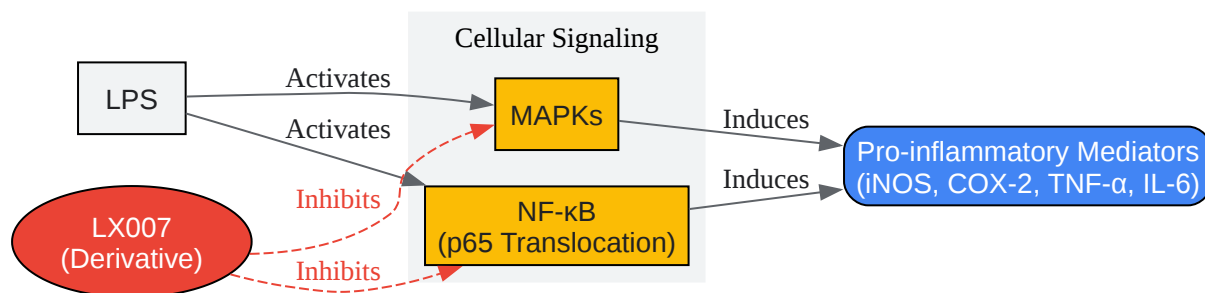 Cellular Signaling
LPS
Activates
Activates
MAPKs
Induces
Induces
Pro-inflammatory Mediators
(iNOS, COX-2, TNF-α, IL-6)
Inhibits
NF-κB
(p65 Translocation)
LX007
(Derivative)
Inhibits